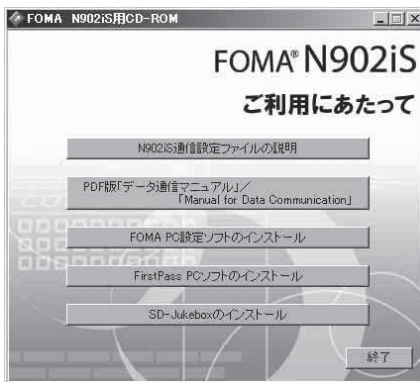 FOMA N902iS用CD-ROM
FOMA® N902iS
ご利用にあたって
N902iS通信設定ファイルの説明
PDF版「データ通信マニュアル」／
「Manual for Data Communication」
FOMA PC設定ソフトのインストール
FirstPass PCソフトのインストール
SD-Jukeboxのインストール
終了